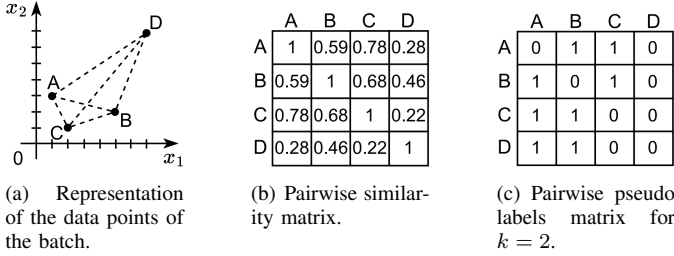 x₂
D
A
B
C
0
x₁
A B C D
A 1 0.59 0.78 0.28
B 0.59 1 0.68 0.46
C 0.78 0.68 1 0.22
D 0.28 0.46 0.22 1
A B C D
A 0 1 1 0
B 1 0 1 0
C 1 1 0 0
D 1 1 0 0
(a) Representation
of the data points of
the batch.
(b) Pairwise similar-
ity matrix.
(c) Pairwise pseudo
labels matrix for
k = 2.